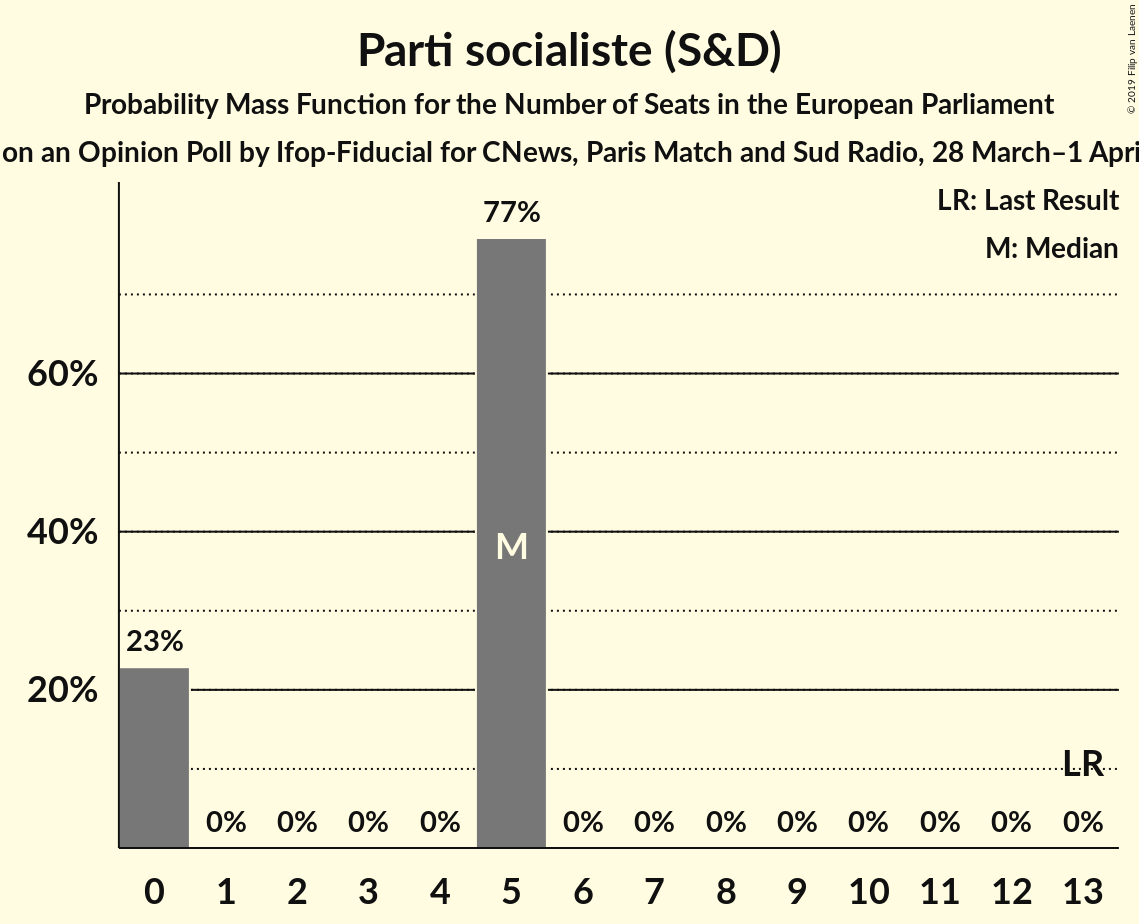 Parti socialiste (S&D)
Probability Mass Function for the Number of Seats in the European Parliament
on an Opinion Poll by Ifop-Fiducial for CNews, Paris Match and Sud Radio, 28 March–1 Apri
© 2019 Filip van Laenen
LR: Last Result
M: Median
77%
60%
M
40%
23%
20%
LR
0% 0% 0% 0% 0% 0% 0% 0% 0% 0% 0% 0%
0 1 2 3 4 5 6 7 8 9 10 11 12 13